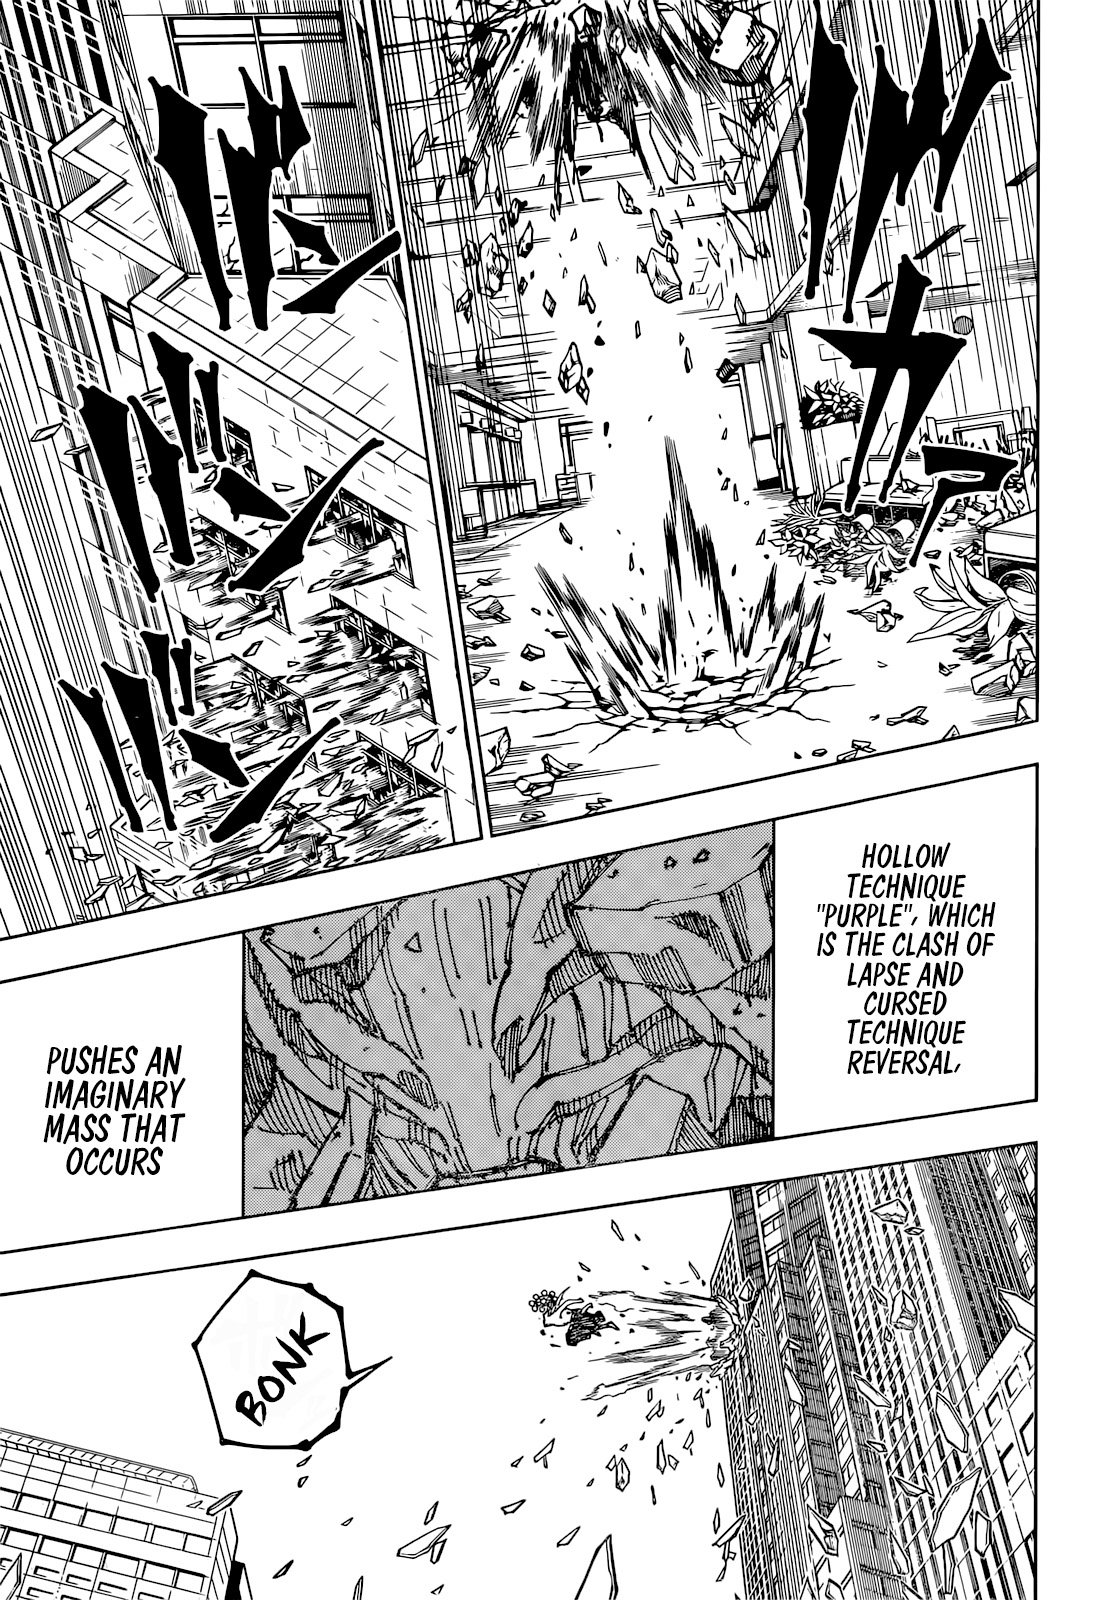 HOLLOW
TECHNIQUE
"PURPLE", WHICH
IS THE CLASH OF
LAPSE AND
CURSED
TECHNIQUE
REVERSAL,
PUSHES AN
IMAGINARY
MASS THAT
OCCURS
BONK